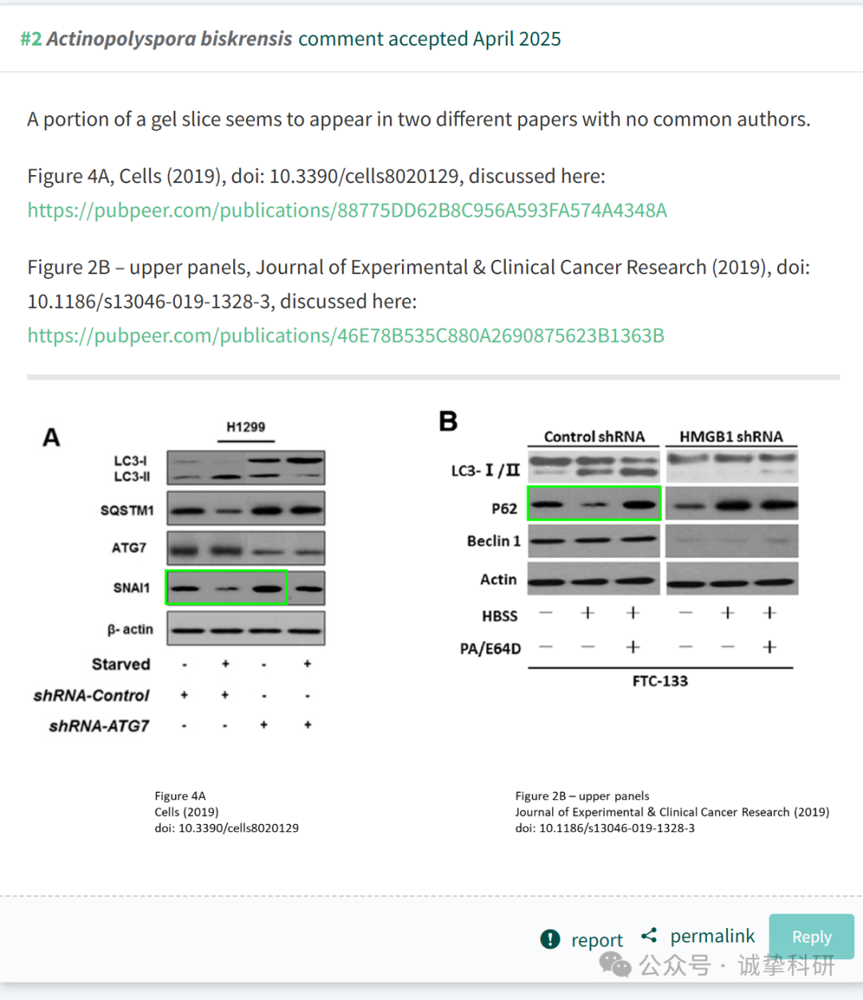 #2 Actinopolyspora biskrensis comment accepted April 2025
A portion of a gel slice seems to appear in two different papers with no common authors.
Figure 4A, Cells (2019), doi: 10.3390/cells8020129, discussed here:
https://pubpeer.com/publications/88775DD62B8C956A593FA574A4348A
Figure 2B – upper panels, Journal of Experimental & Clinical Cancer Research (2019), doi:
10.1186/s13046-019-1328-3, discussed here:
https://pubpeer.com/publications/46E78B535C880A2690875623B1363B
A
H1299
LC3-I
LC3-II
SQSTM1
ATG7
SNAI1
β- actin
Starved - + - +
shRNA-Control + + - -
shRNA-ATG7 - - + +
B
Control shRNA HMGB1 shRNA
LC3-Ⅰ/Ⅱ
P62
Beclin 1
Actin
HBSS — + + — + +
PA/E64D — — + — — +
FTC-133
Figure 4A
Cells (2019)
doi: 10.3390/cells8020129
Figure 2B – upper panels
Journal of Experimental & Clinical Cancer Research (2019)
doi: 10.1186/s13046-019-1328-3
! report permalink Reply
公众号 · 诚挚科研